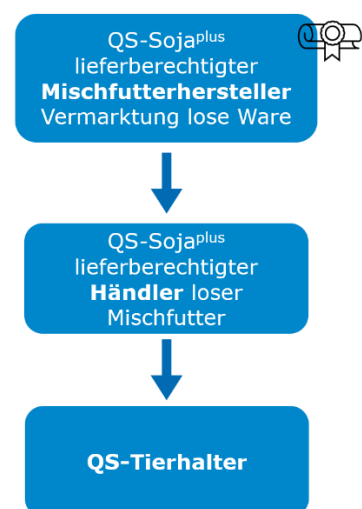 QS-Sojaplus
lieferberechtigter
Mischfutterhersteller
Vermarktung lose Ware
QS-Sojaplus
lieferberechtigter
Händler loser
Mischfutter
QS-Tierhalter